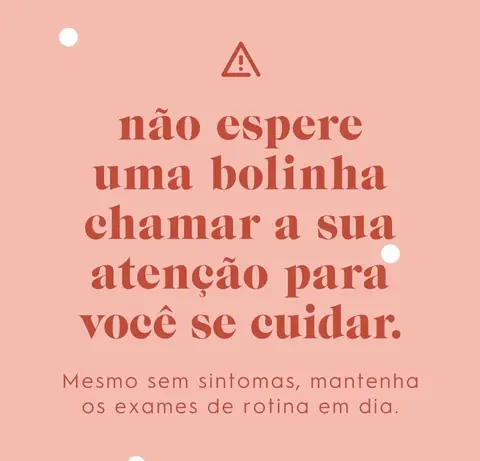 não espere
uma bolinha
chamar a sua
atenção para
você se cuidar.
Mesmo sem sintomas, mantenha
os exames de rotina em dia.